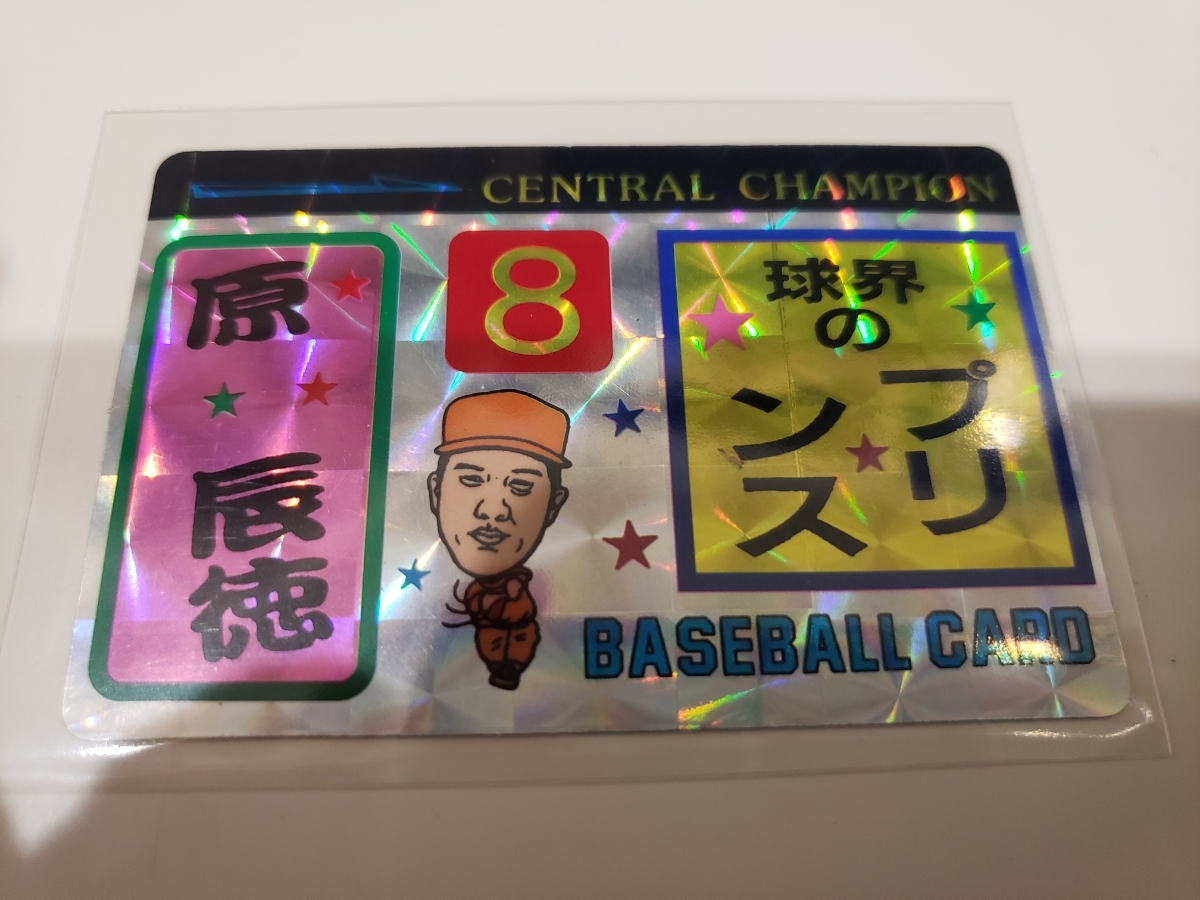 CENTRAL CHAMPION
原 辰徳
8
球界
の
プリ
ンス
BASEBALL CARD